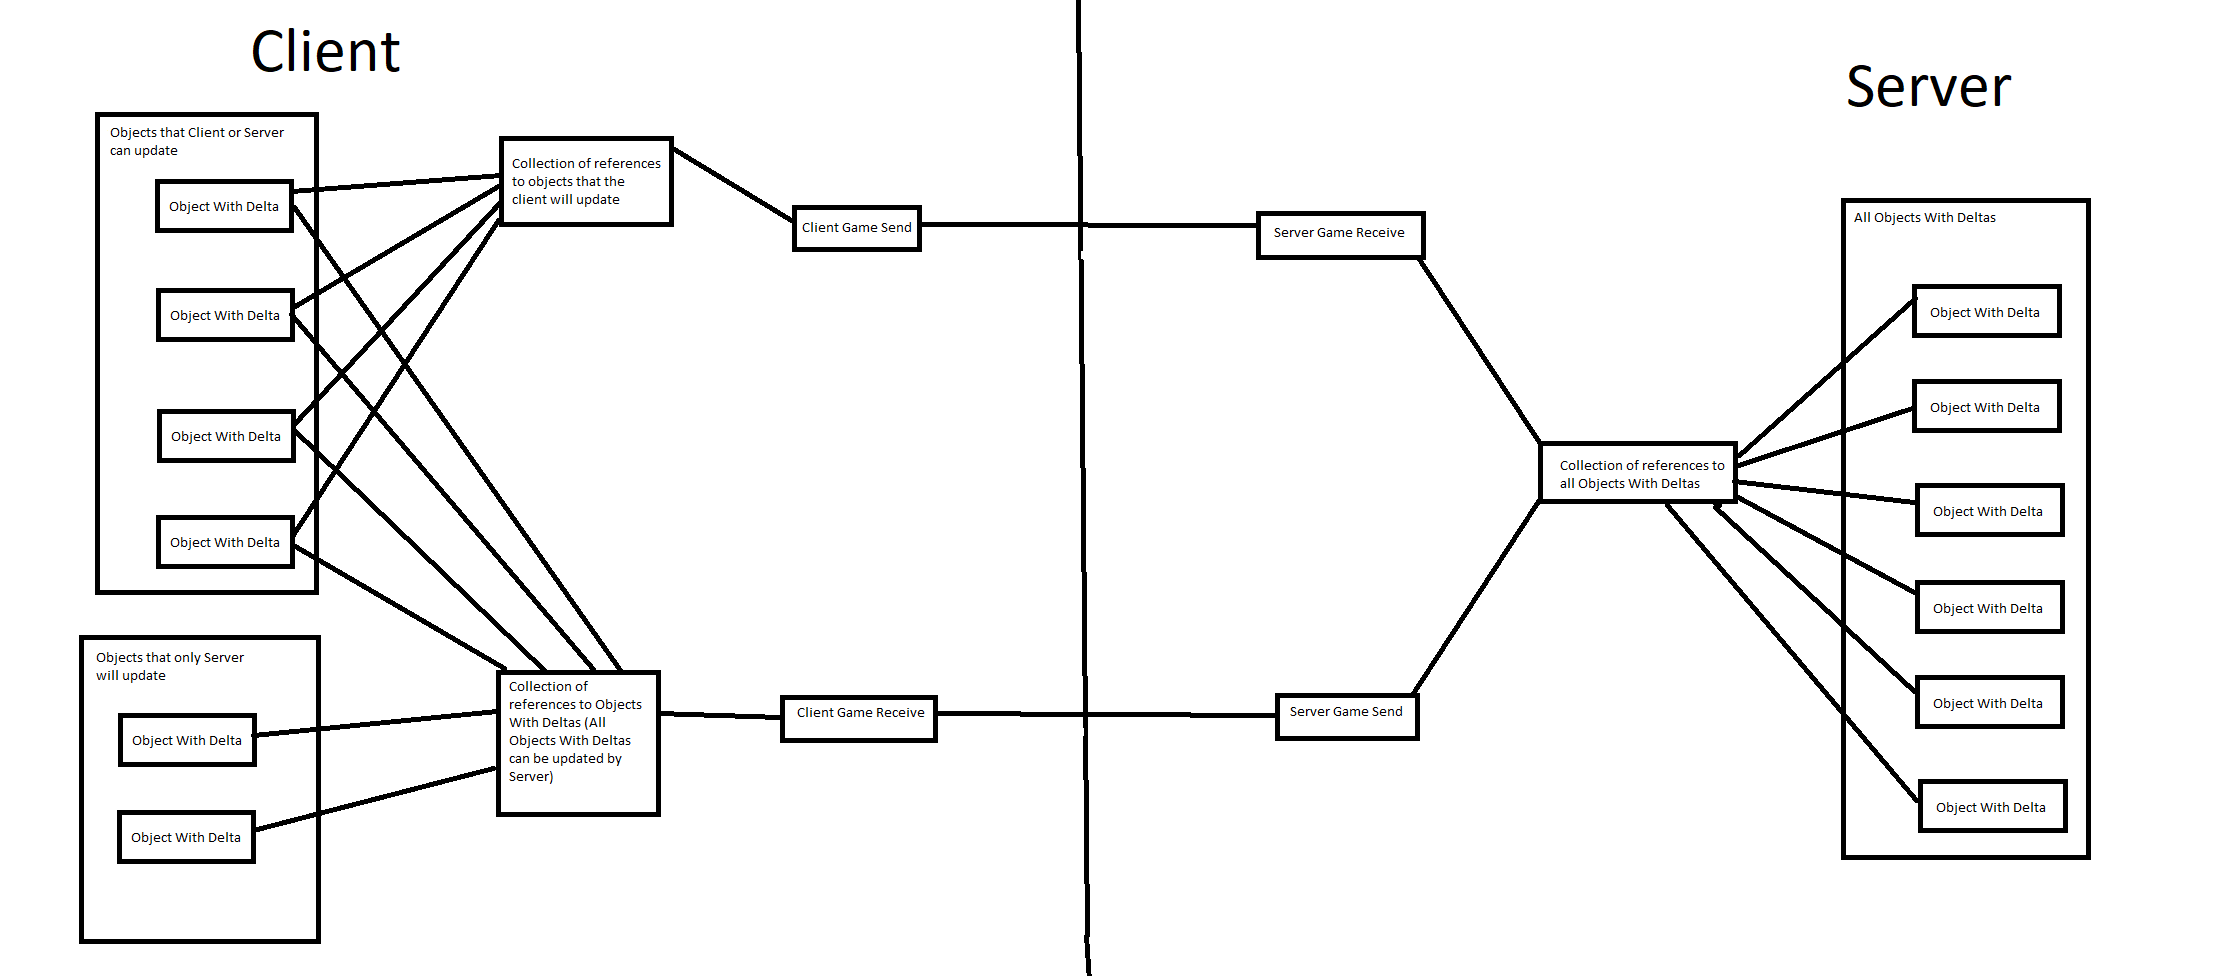 Client
Server
Objects that Client or Server
can update
Object With Delta
Object With Delta
Object With Delta
Object With Delta
Collection of references
to objects that the
client will update
Client Game Send
Server Game Receive
All Objects With Deltas
Object With Delta
Object With Delta
Object With Delta
Object With Delta
Object With Delta
Object With Delta
Collection of references to
all Objects With Deltas
Objects that only Server
will update
Object With Delta
Object With Delta
Collection of
references to Objects
With Deltas (All
Objects With Deltas
can be updated by
Server)
Client Game Receive
Server Game Send